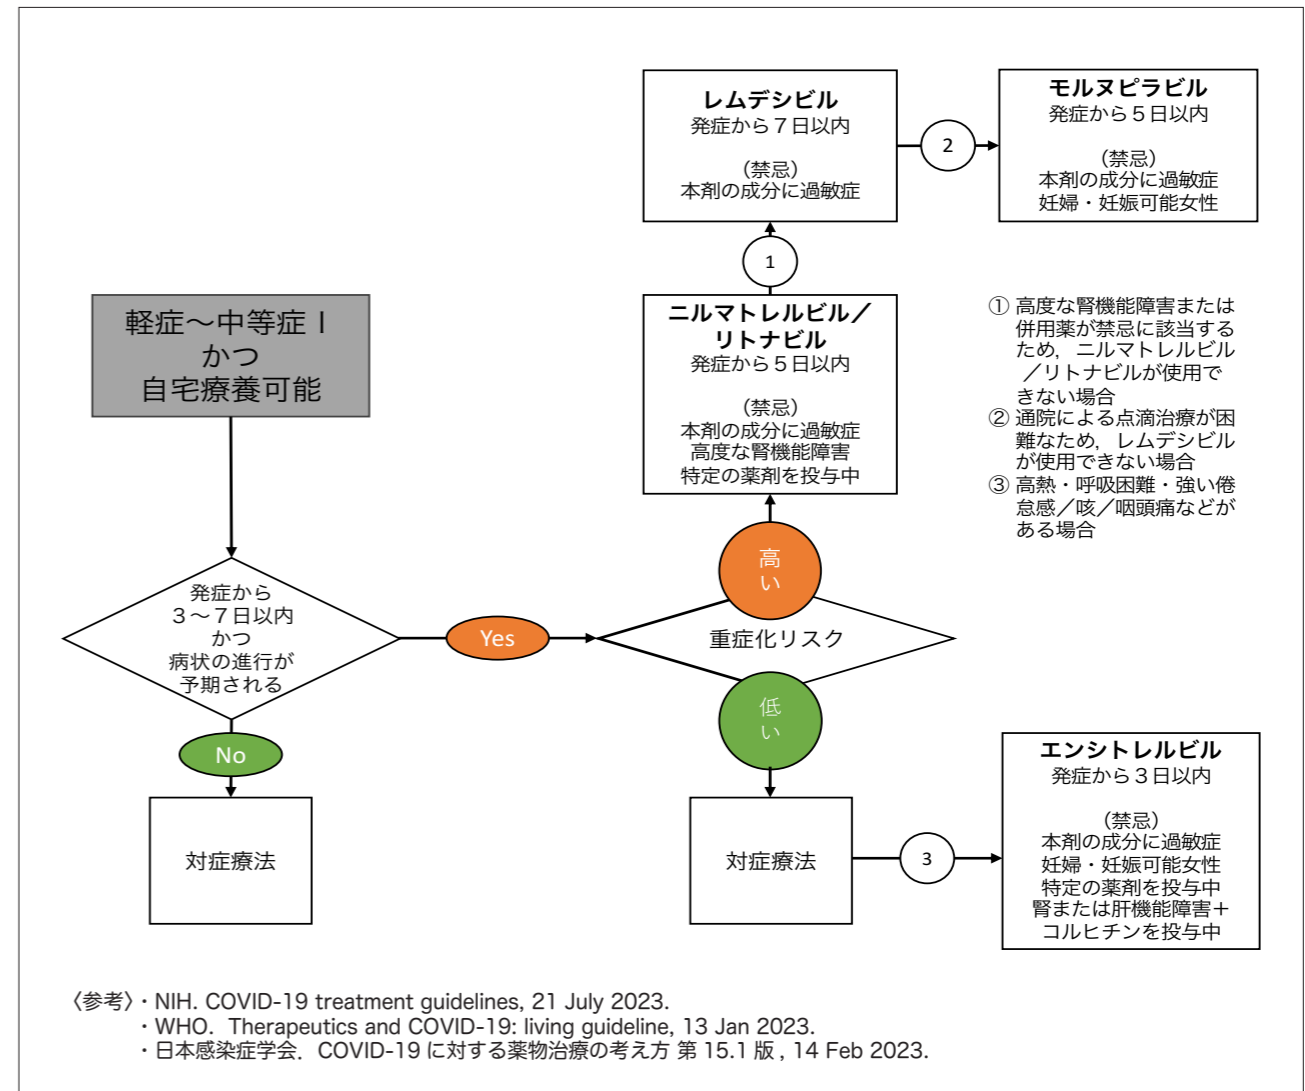 レムデシビル
発症から７日以内
（禁忌）
本剤の成分に過敏症
2
モルヌピラビル
発症から５日以内
（禁忌）
本剤の成分に過敏症
妊婦・妊娠可能女性
1
軽症〜中等症Ⅰ
かつ
自宅療養可能
ニルマトレルビル／
リトナビル
発症から５日以内
（禁忌）
本剤の成分に過敏症
高度な腎機能障害
特定の薬剤を投与中
① 高度な腎機能障害または
併用薬が禁忌に該当する
ため，ニルマトレルビル
／リトナビルが使用で
きない場合
② 通院による点滴治療が困
難なため，レムデシビル
が使用できない場合
③ 高熱・呼吸困難・強い倦
怠感／咳／咽頭痛などが
ある場合
発症から
３〜７日以内
かつ
病状の進行が
予期される
Yes
高
い
重症化リスク
低
い
No
対症療法
対症療法
3
エンシトレルビル
発症から３日以内
（禁忌）
本剤の成分に過敏症
妊婦・妊娠可能女性
特定の薬剤を投与中
腎または肝機能障害＋
コルヒチンを投与中
〈参考〉・NIH. COVID-19 treatment guidelines, 21 July 2023.
・WHO. Therapeutics and COVID-19: living guideline, 13 Jan 2023.
・日本感染症学会．COVID-19 に対する薬物治療の考え方 第 15.1 版 , 14 Feb 2023.